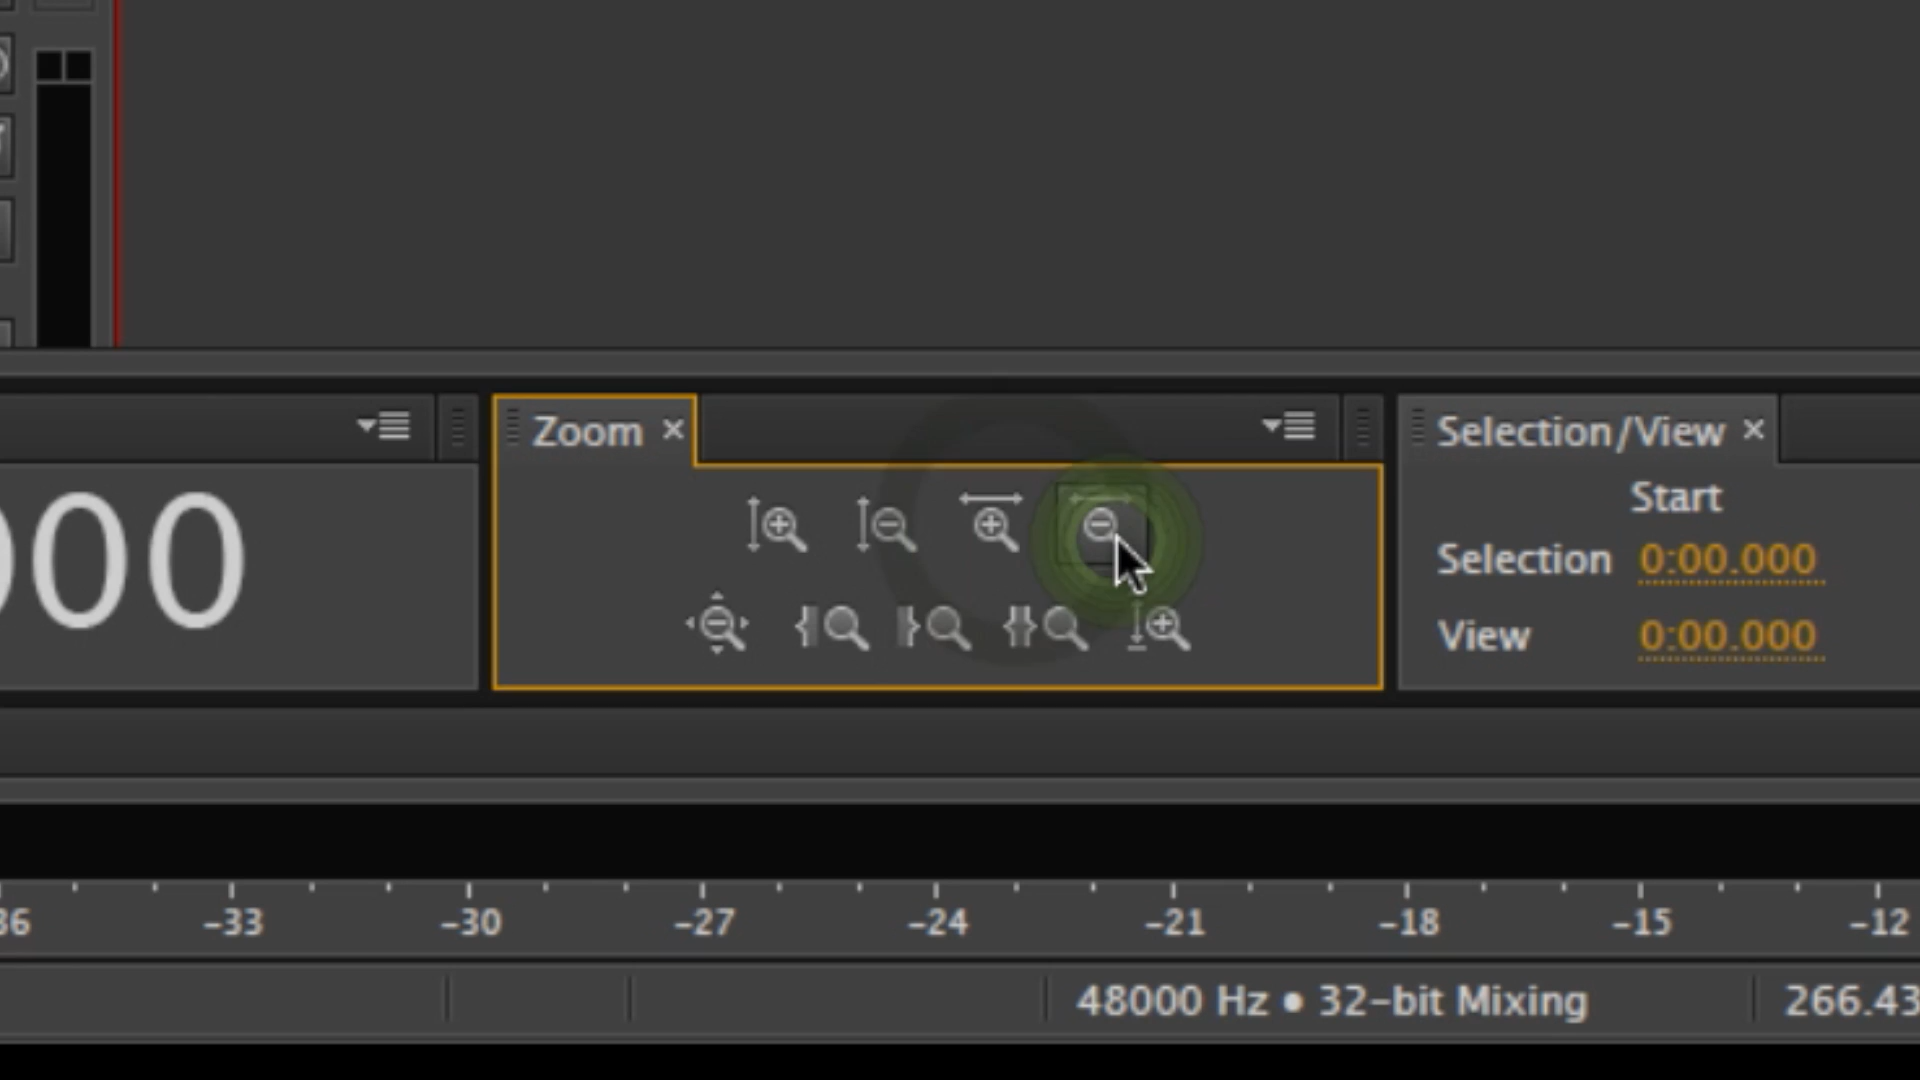 Zoom
Selection/View
Start
000
Selection 0:00.000
View 0:00.000
36 -33 -30 -27 -24 -21 -18 -15 -12
48000 Hz • 32-bit Mixing 266.43